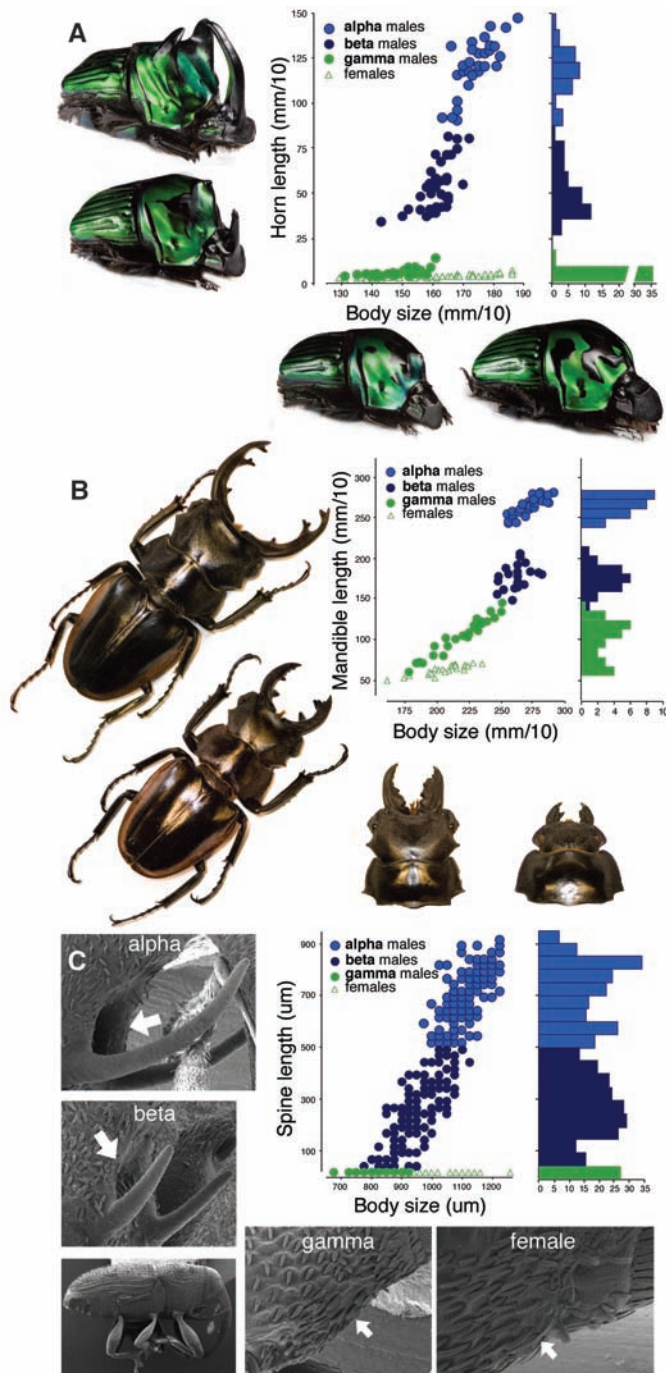 A
alpha males
beta males
gamma males
females
Horn length (mm/10)
150
125
100
75
50
25
0
130 140 150 160 170 180 190
Body size (mm/10)
0 5 10 15 20 30 35
B
alpha males
beta males
gamma males
females
Mandible length (mm/10)
300
250
200
150
100
50
175 200 225 250 275 300
Body size (mm/10)
0 2 4 6 8 10
C
alpha
beta
alpha males
beta males
gamma males
females
Spine length (um)
900
700
500
300
100
700 800 900 1000 1100 1200
Body size (um)
0 5 10 15 20 25 30 35
gamma
female